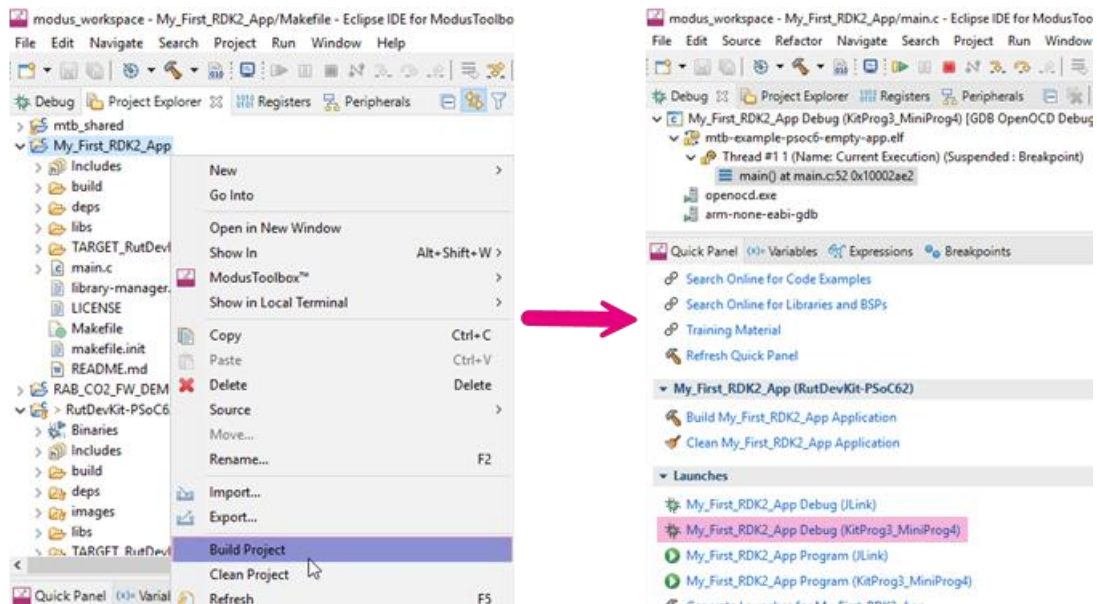 modus_workspace - My_First_RDK2_App/Makefile - Eclipse IDE for ModusToolbo
File Edit Navigate Search Project Run Window Help
Debug Project Explorer Registers Peripherals
mtb_shared
My_First_RDK2_App
Includes
build
deps
libs
TARGET_RutDevl
main.c
library-manager.
LICENSE
Makefile
makefile.init
README.md
RAB_CO2_FW_DEM
> RutDevKit-PSoC6
Binaries
Includes
build
deps
images
libs
TARGET_RutDevl
Quick Panel (x)= Varial
New
Go Into
Open in New Window
Show In Alt+Shift+W >
ModusToolbox™ >
Show in Local Terminal >
Copy Ctrl+C
Paste Ctrl+V
Delete Delete
Source >
Move...
Rename... F2
Import...
Export...
Build Project
Clean Project
Refresh F5
modus_workspace - My_First_RDK2_App/main.c - Eclipse IDE for ModusToo
File Edit Source Refactor Navigate Search Project Run Window
Debug Project Explorer Registers Peripherals
My_First_RDK2_App Debug (KitProg3_MiniProg4) [GDB OpenOCD Debug
mtb-example-psoc6-empty-app.elf
Thread #1 1 (Name: Current Execution) (Suspended : Breakpoint)
main() at main.c:52 0x10002ae2
openocd.exe
arm-none-eabi-gdb
Quick Panel (x)= Variables Expressions Breakpoints
Search Online for Code Examples
Search Online for Libraries and BSPs
Training Material
Refresh Quick Panel
My_First_RDK2_App (RutDevKit-PSoC62)
Build My_First_RDK2_App Application
Clean My_First_RDK2_App Application
Launches
My_First_RDK2_App Debug (JLink)
My_First_RDK2_App Debug (KitProg3_MiniProg4)
My_First_RDK2_App Program (JLink)
My_First_RDK2_App Program (KitProg3_MiniProg4)